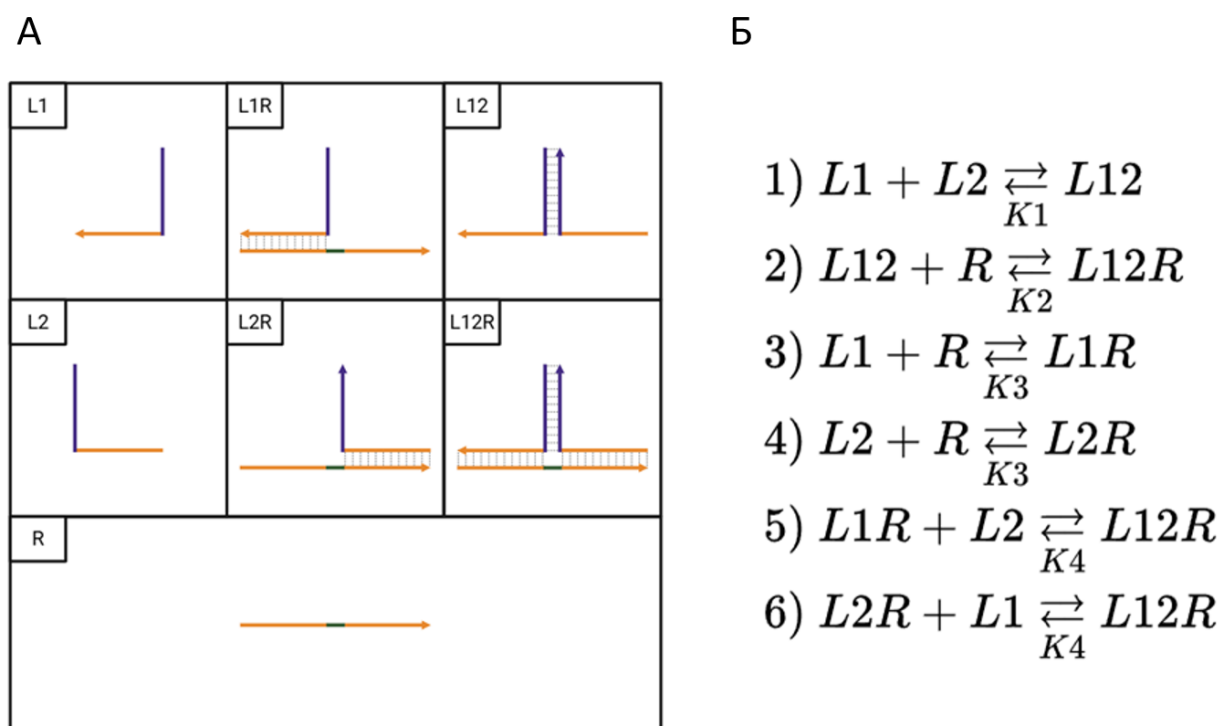 А
Б
L1
L1R
L12
L2
L2R
L12R
R
1) L1 + L2 ⇄ L12
K1
2) L12 + R ⇄ L12R
K2
3) L1 + R ⇄ L1R
K3
4) L2 + R ⇄ L2R
K3
5) L1R + L2 ⇄ L12R
K4
6) L2R + L1 ⇄ L12R
K4